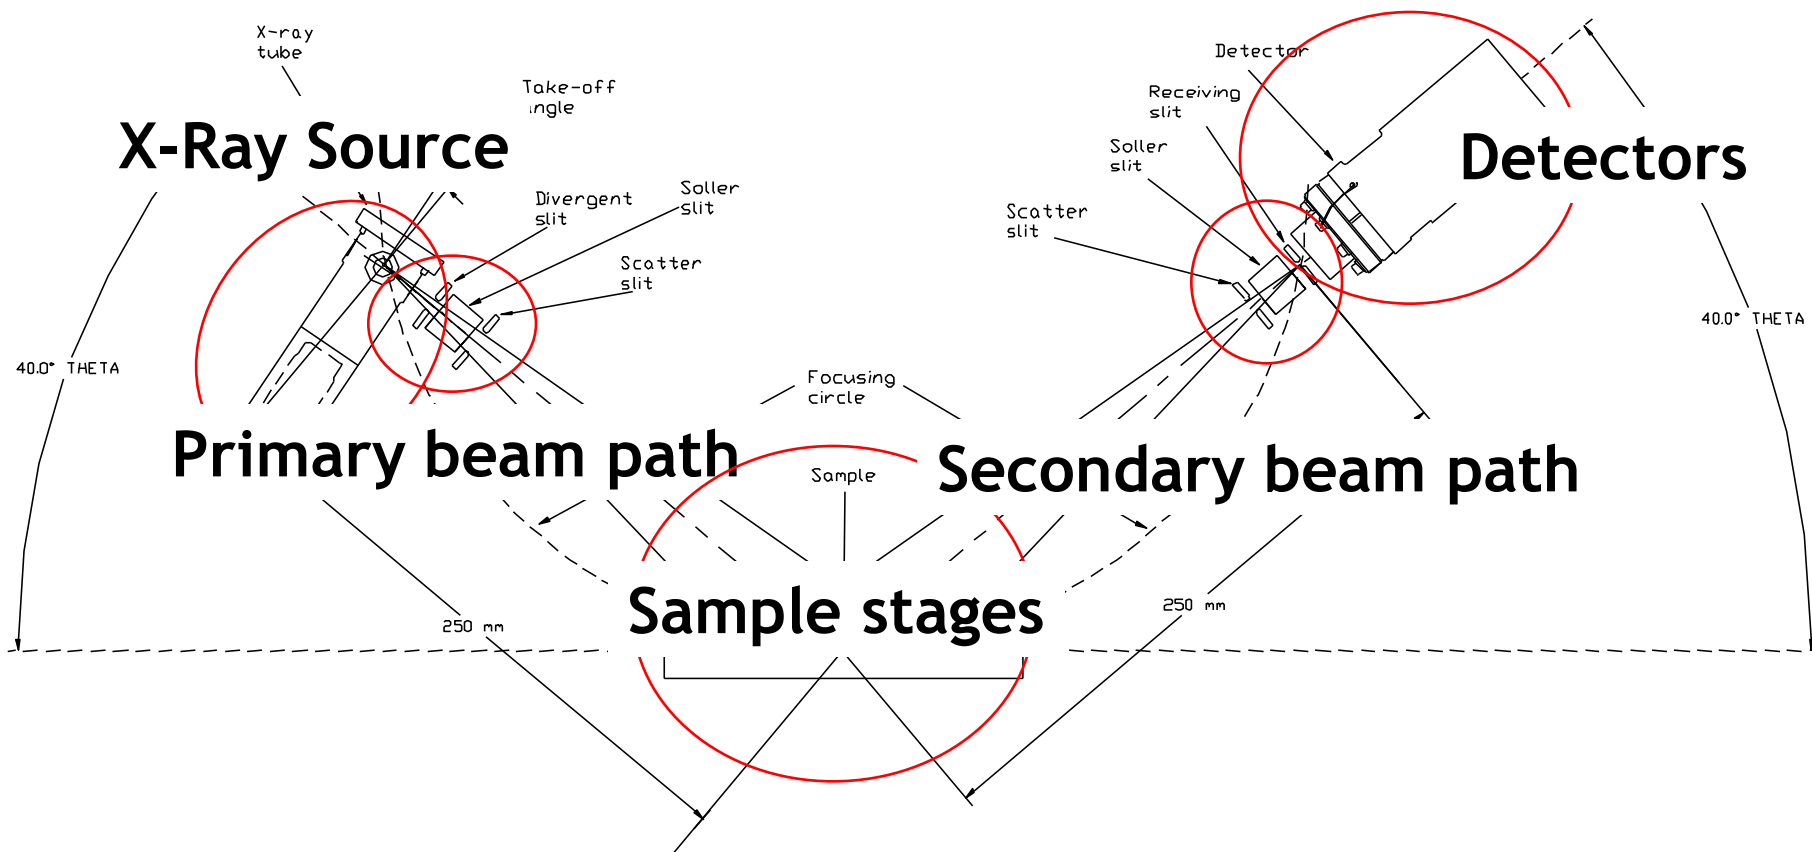 X-ray
tube
Take-off
ngle
X-Ray Source
Divergent
slit
Soller
slit
Scatter
slit
Detector
Receiving
slit
Soller
slit
Scatter
slit
Detectors
40.0° THETA
40.0° THETA
Focusing
circle
Primary beam path
Sample
Secondary beam path
Sample stages
250 mm
250 mm